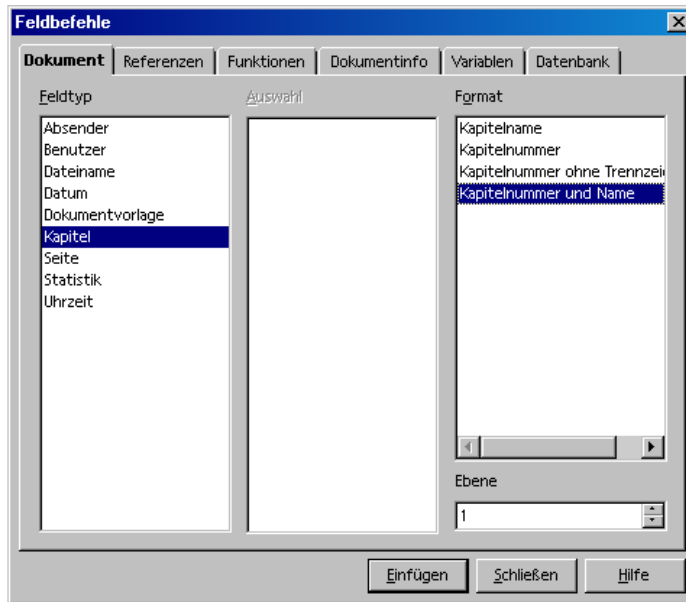 Feldbefehle
Dokument Referenzen Funktionen Dokumentinfo Variablen Datenbank
Feldtyp Auswahl Format
Absender
Benutzer
Dateiname
Datum
Dokumentvorlage
Kapitel
Seite
Statistik
Uhrzeit
Kapitelname
Kapitelnummer
Kapitelnummer ohne Trennzei
Kapitelnummer und Name
Ebene
1
Einfügen Schließen Hilfe